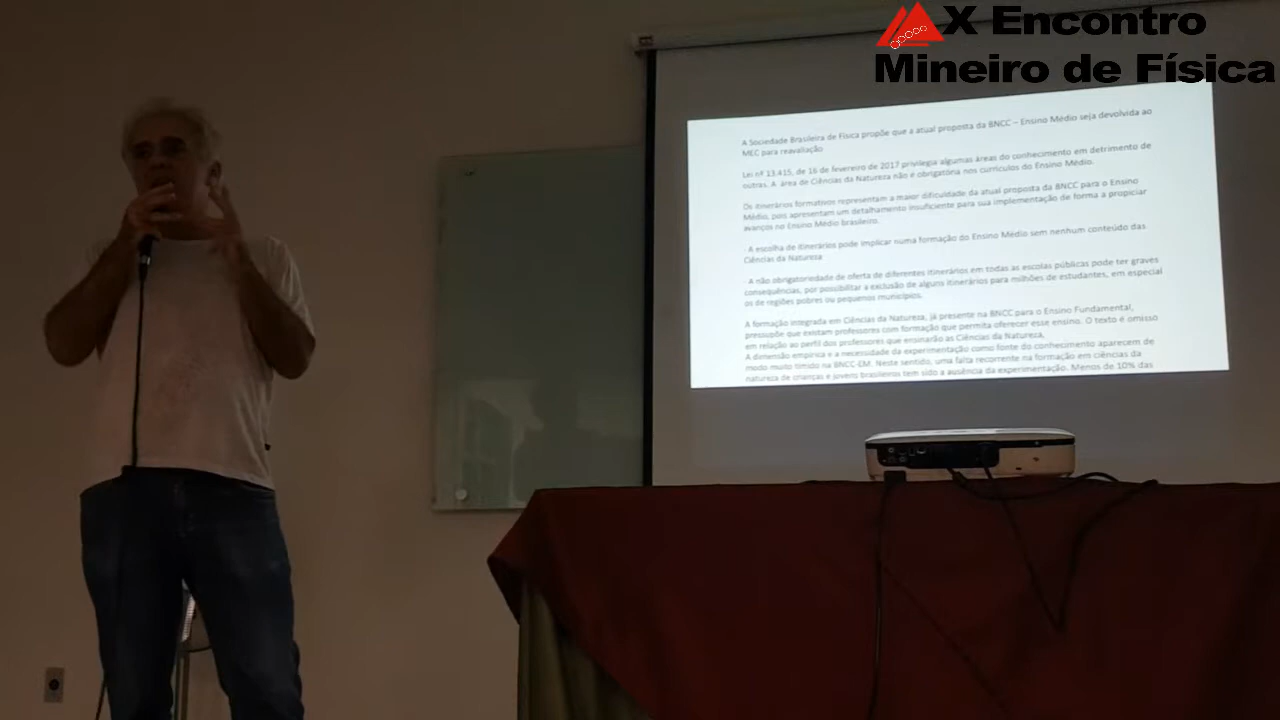 X Encontro
Mineiro de Física
A Sociedade Brasileira de Física propõe que a atual proposta da BNCC – Ensino Médio seja devolvida ao
MEC para reavaliação
Lei nº 13.415, de 16 de fevereiro de 2017 privilegia algumas áreas do conhecimento em detrimento de
outras. A área de Ciências da Natureza não é obrigatória nos currículos do Ensino Médio.
Os itinerários formativos representam a maior dificuldade da atual proposta da BNCC para o Ensino
Médio, pois apresentam um detalhamento insuficiente para sua implementação de forma a propiciar
avanços no Ensino Médio brasileiro.
A escolha de itinerários pode implicar numa formação do Ensino Médio sem nenhum conteúdo das
Ciências da Natureza
A não obrigatoriedade de oferta de diferentes itinerários em todas as escolas públicas pode ter graves
consequências, por possibilitar a exclusão de alguns itinerários para milhões de estudantes, em especial
os de regiões pobres ou pequenos municípios.
A formação integrada em Ciências da Natureza, já presente na BNCC para o Ensino Fundamental,
pressupõe que existam professores com formação que permita oferecer esse ensino. O texto é omisso
em relação ao perfil dos professores que ensinarão as Ciências da Natureza,
A dimensão empírica e a necessidade da experimentação como fonte do conhecimento aparecem de
modo muito tímido na BNCC-EM. Neste sentido, uma falta recorrente na formação em ciências da
natureza de crianças e jovens brasileiros tem sido a ausência da experimentação. Menos de 10% das